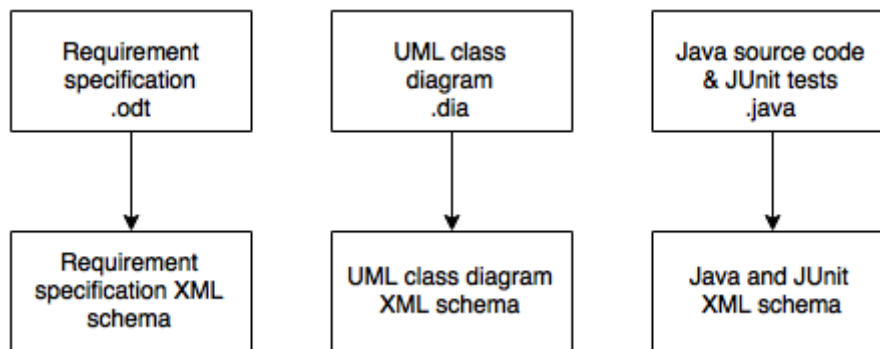 Requirement
specification
.odt
UML class
diagram
.dia
Java source code
& JUnit tests
.java
Requirement
specification XML
schema
UML class diagram
XML schema
Java and JUnit
XML schema